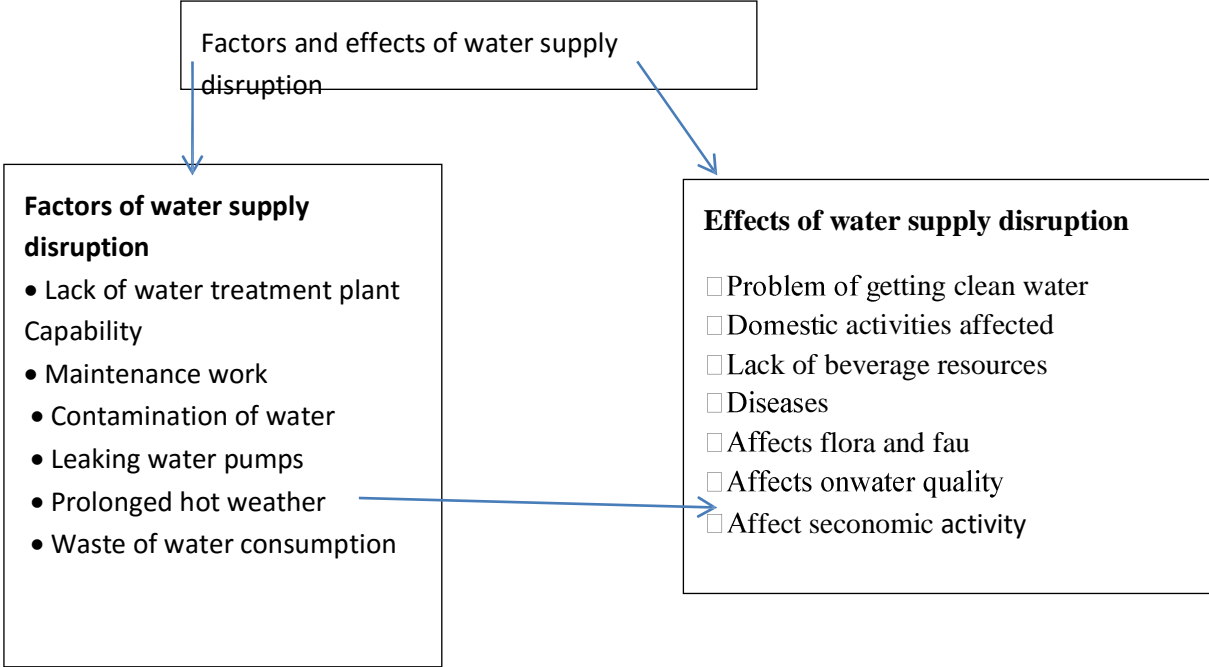 Factors and effects of water supply
disruption
Factors of water supply
disruption
• Lack of water treatment plant
Capability
• Maintenance work
• Contamination of water
• Leaking water pumps
• Prolonged hot weather
• Waste of water consumption
Effects of water supply disruption
□Problem of getting clean water
□Domestic activities affected
□Lack of beverage resources
□Diseases
□Affects flora and fau
□Affects onwater quality
□Affect seconomic activity